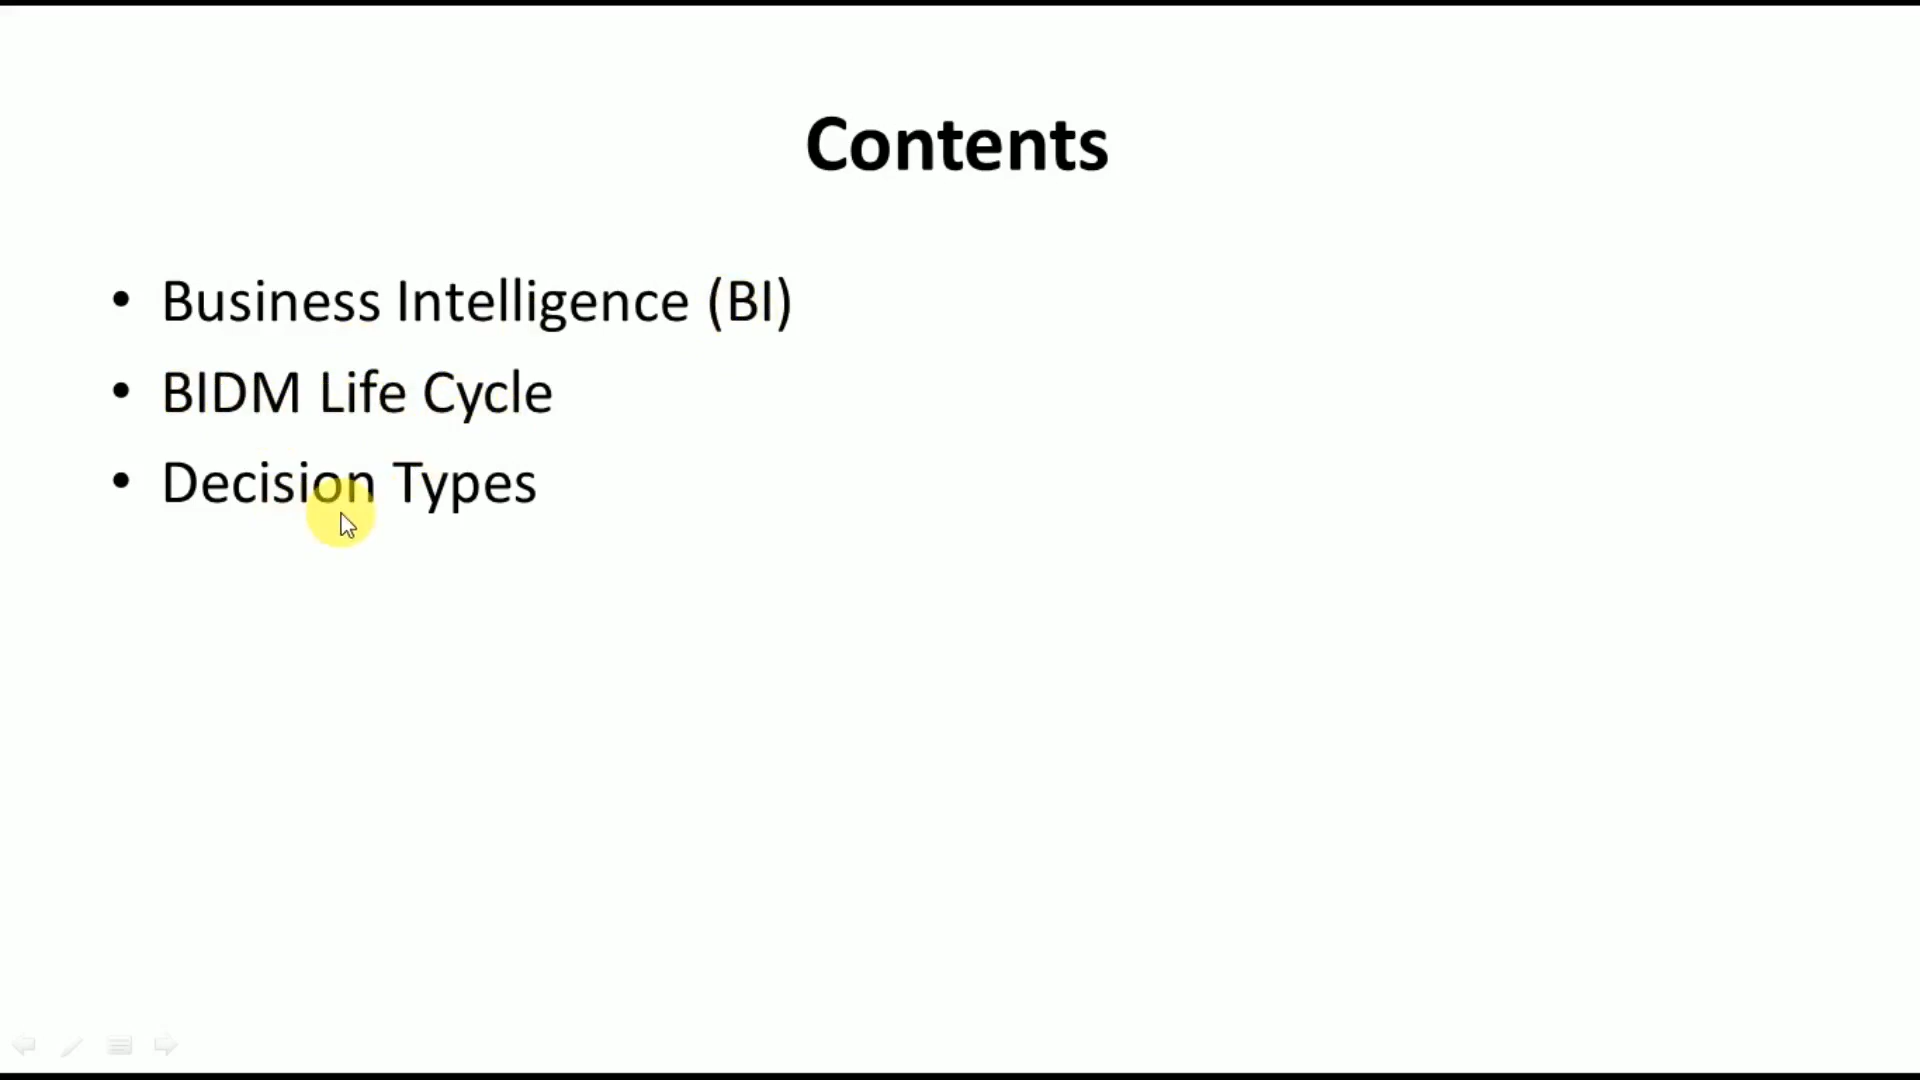 Contents
• Business Intelligence (BI)
• BIDM Life Cycle
• Decision Types